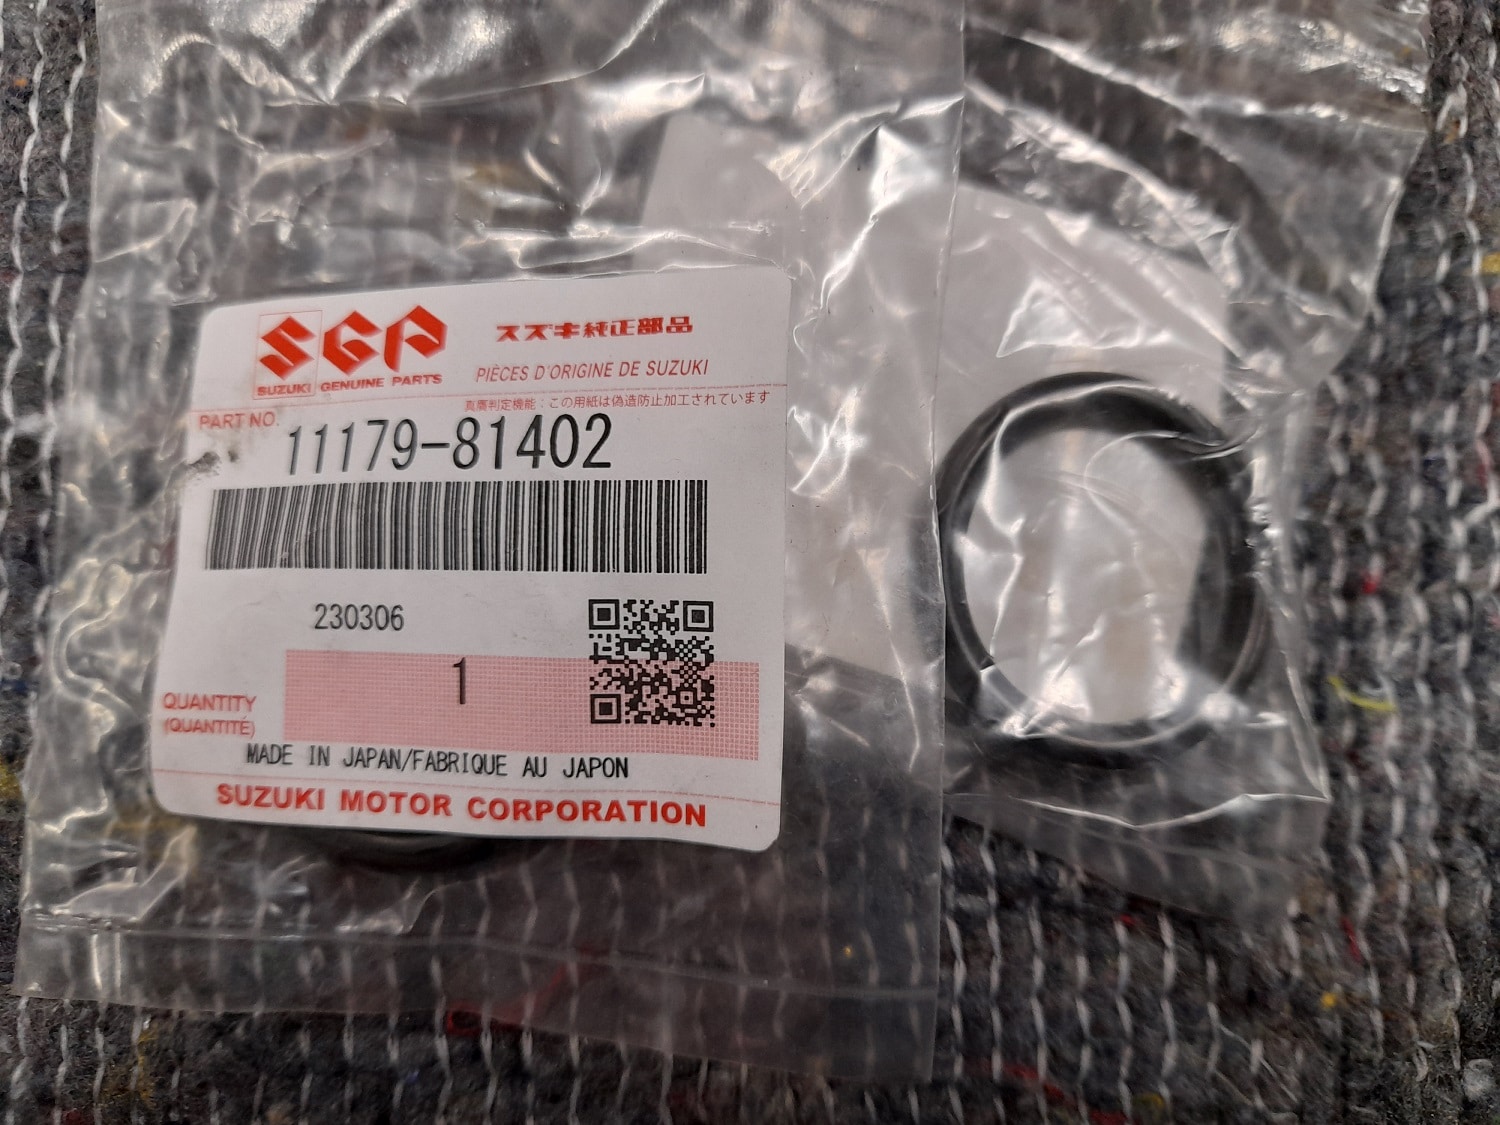 SGP
SUZUKI GENUINE PARTS
スズキ純正部品
PIÈCES D'ORIGINE DE SUZUKI
真贋判定機能：この用紙は偽造防止加工されています
PART NO.
11179-81402
230306
1
QUANTITY
(QUANTITÉ)
MADE IN JAPAN/FABRIQUE AU JAPON
SUZUKI MOTOR CORPORATION